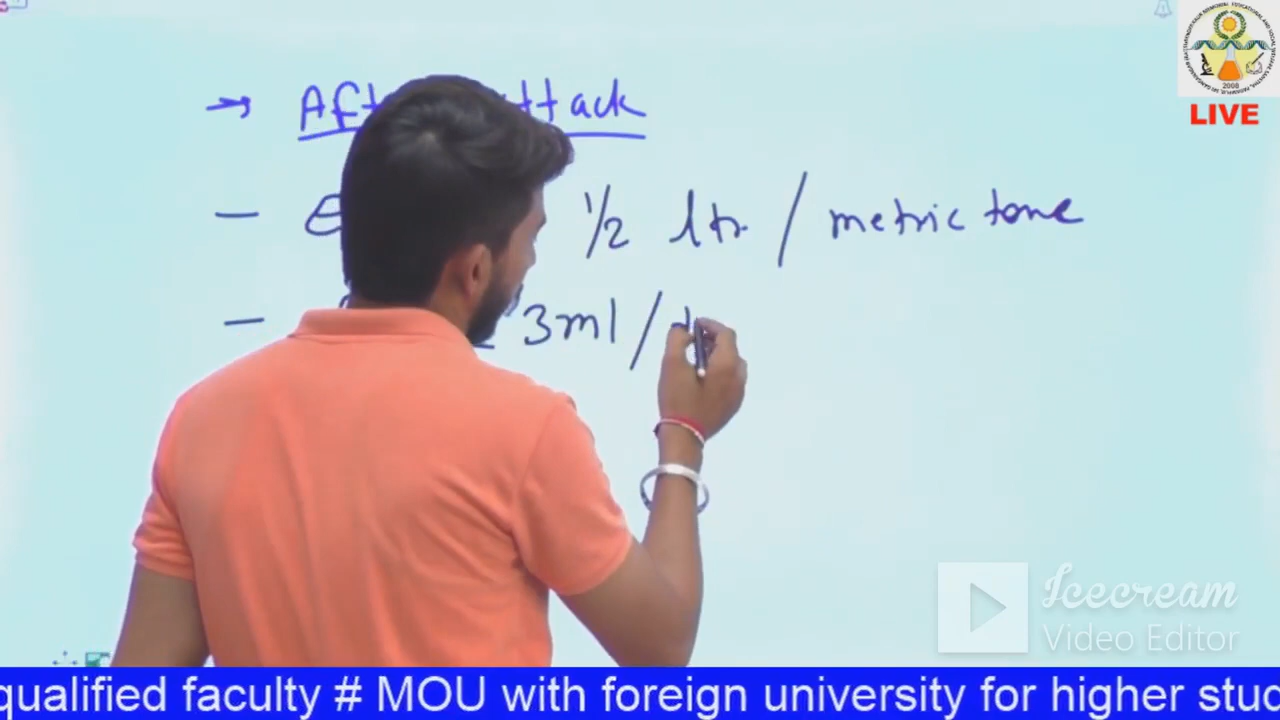 → Aft ttack
LIVE
- E 1/2 ltr. / metric tone
- 3ml /
2008
Icecream
Video Editor
qualified faculty # MOU with foreign university for higher stud